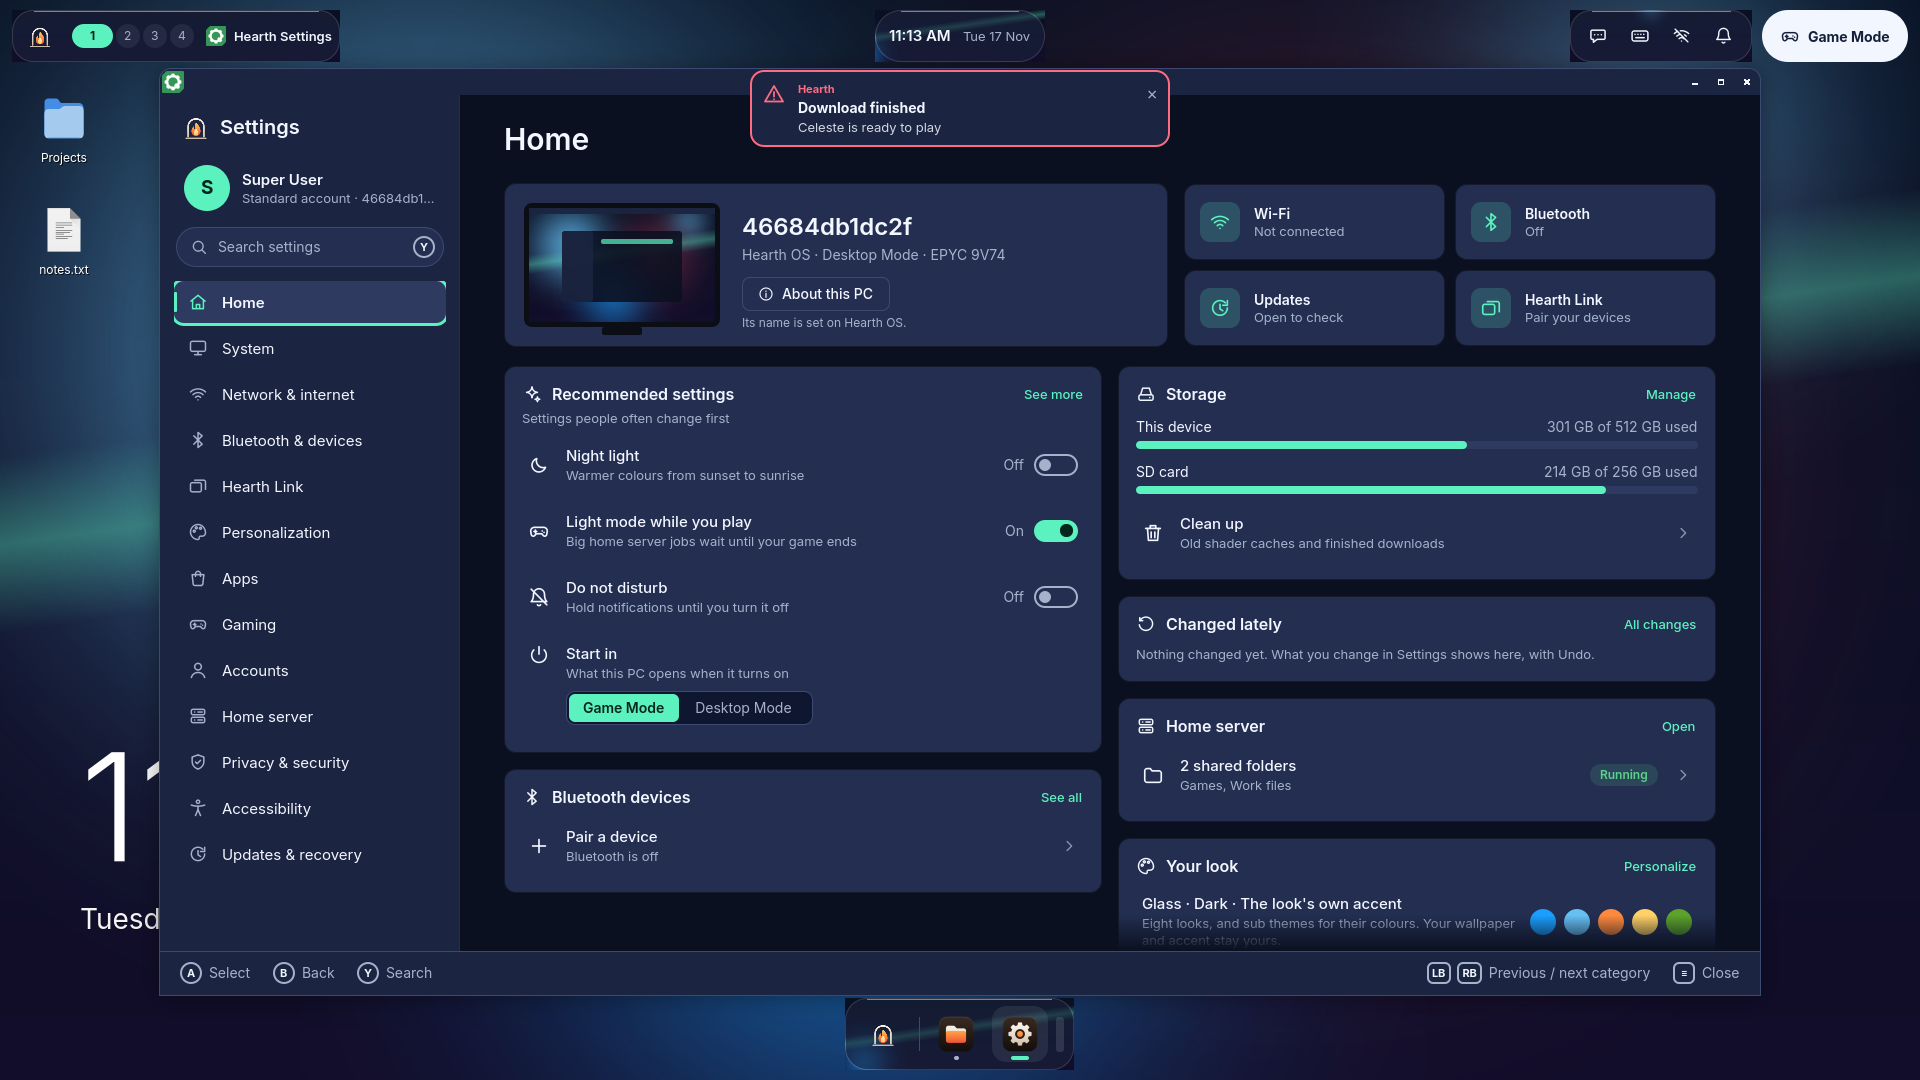 1 2 3 4 Hearth Settings
11:13 AM Tue 17 Nov
Game Mode
Projects
notes.txt
11
Tuesd
Hearth
Download finished
Celeste is ready to play
Settings
Super User
Standard account · 46684db1...
Search settings Y
Home
System
Network & internet
Bluetooth & devices
Hearth Link
Personalization
Apps
Gaming
Accounts
Home server
Privacy & security
Accessibility
Updates & recovery
Home
46684db1dc2f
Hearth OS · Desktop Mode · EPYC 9V74
About this PC
Its name is set on Hearth OS.
Wi-Fi
Not connected
Bluetooth
Off
Updates
Open to check
Hearth Link
Pair your devices
Recommended settings See more
Settings people often change first
Night light
Warmer colours from sunset to sunrise
Off
Light mode while you play
Big home server jobs wait until your game ends
On
Do not disturb
Hold notifications until you turn it off
Off
Start in
What this PC opens when it turns on
Game Mode Desktop Mode
Bluetooth devices See all
Pair a device
Bluetooth is off
Storage Manage
This device 301 GB of 512 GB used
SD card 214 GB of 256 GB used
Clean up
Old shader caches and finished downloads
Changed lately All changes
Nothing changed yet. What you change in Settings shows here, with Undo.
Home server Open
2 shared folders
Games, Work files
Running
Your look Personalize
Glass · Dark · The look's own accent
Eight looks, and sub themes for their colours. Your wallpaper
and accent stay yours.
A Select B Back Y Search
LB RB Previous / next category Close